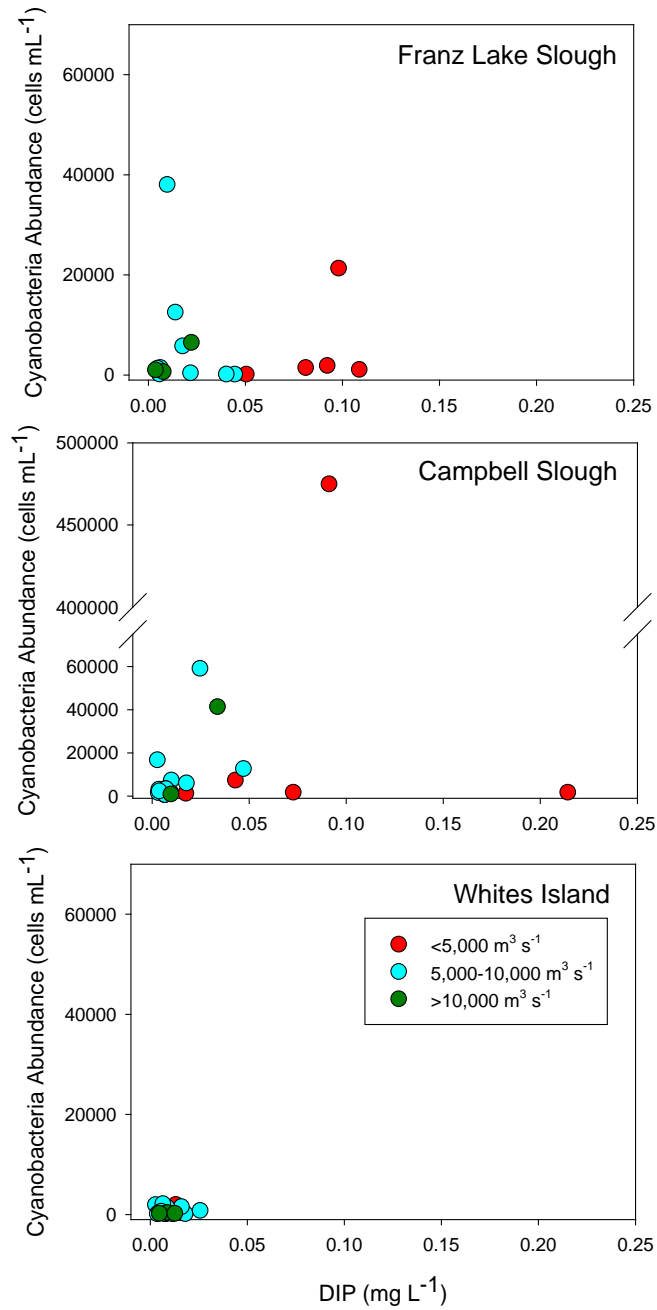 Franz Lake Slough
Cyanobacteria Abundance (cells mL⁻¹)
60000
40000
20000
0
0.00 0.05 0.10 0.15 0.20 0.25
Campbell Slough
Cyanobacteria Abundance (cells mL⁻¹)
500000
450000
400000
60000
40000
20000
0
0.00 0.05 0.10 0.15 0.20 0.25
Whites Island
Cyanobacteria Abundance (cells mL⁻¹)
<5,000 m³ s⁻¹
5,000-10,000 m³ s⁻¹
>10,000 m³ s⁻¹
60000
40000
20000
0
0.00 0.05 0.10 0.15 0.20 0.25
DIP (mg L⁻¹)